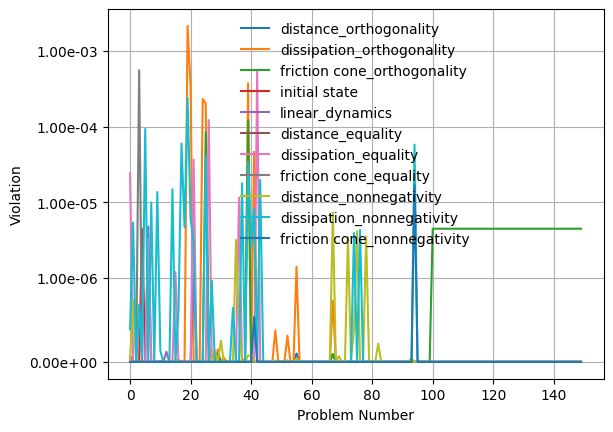 distance_orthogonality
dissipation_orthogonality
friction cone_orthogonality
initial state
linear_dynamics
distance_equality
dissipation_equality
friction cone_equality
distance_nonnegativity
dissipation_nonnegativity
friction cone_nonnegativity
1.00e-03
1.00e-04
1.00e-05
1.00e-06
0.00e+00
Violation
0 20 40 60 80 100 120 140
Problem Number